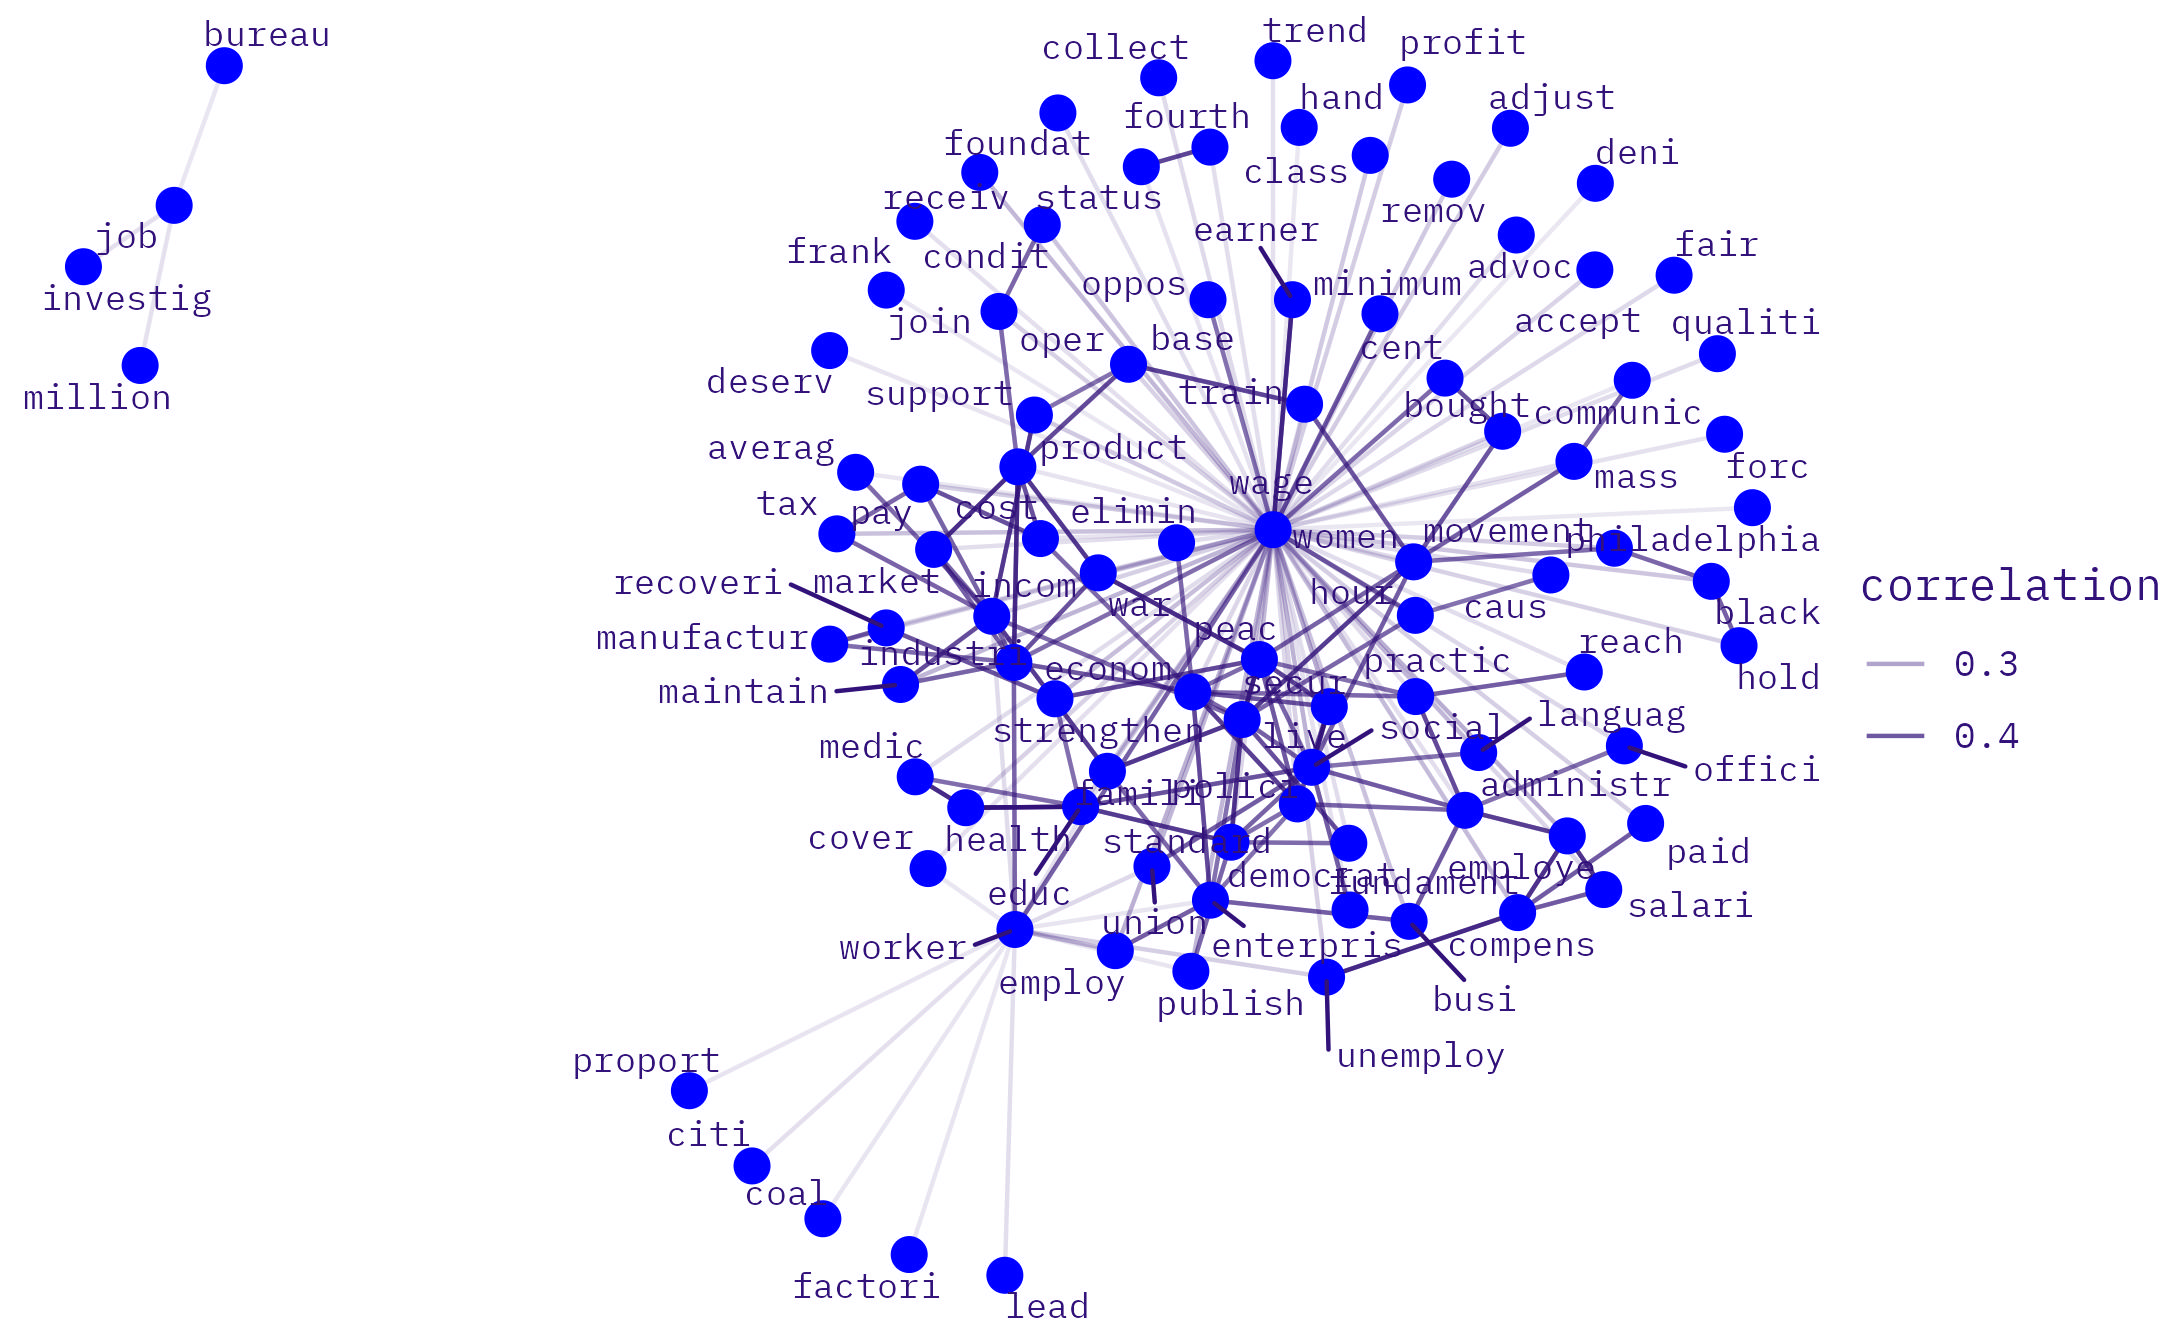 bureau
job
investig
million
trend
profit
collect
hand
adjust
fourth
foundat
deni
class
receiv
status
remov
earner
frank
condit
fair
advoc
oppos
minimum
join
accept
qualiti
oper
base
cent
deserv
support
train
bought
communic
averag
product
forc
mass
wage
tax
pay
cost
elimin
women
movement
philadelphia
recoveri
market
incom
war
hour
caus
black
manufactur
peac
reach
industri
econom
practic
maintain
secur
hold
languag
strengthen
live
social
medic
offici
famili
polici
administr
cover
health
standard
paid
employe
democrat
fundament
educ
salari
union
worker
enterpris
compens
employ
publish
busi
unemploy
proport
citi
coal
factori
lead
correlation
0.3
0.4